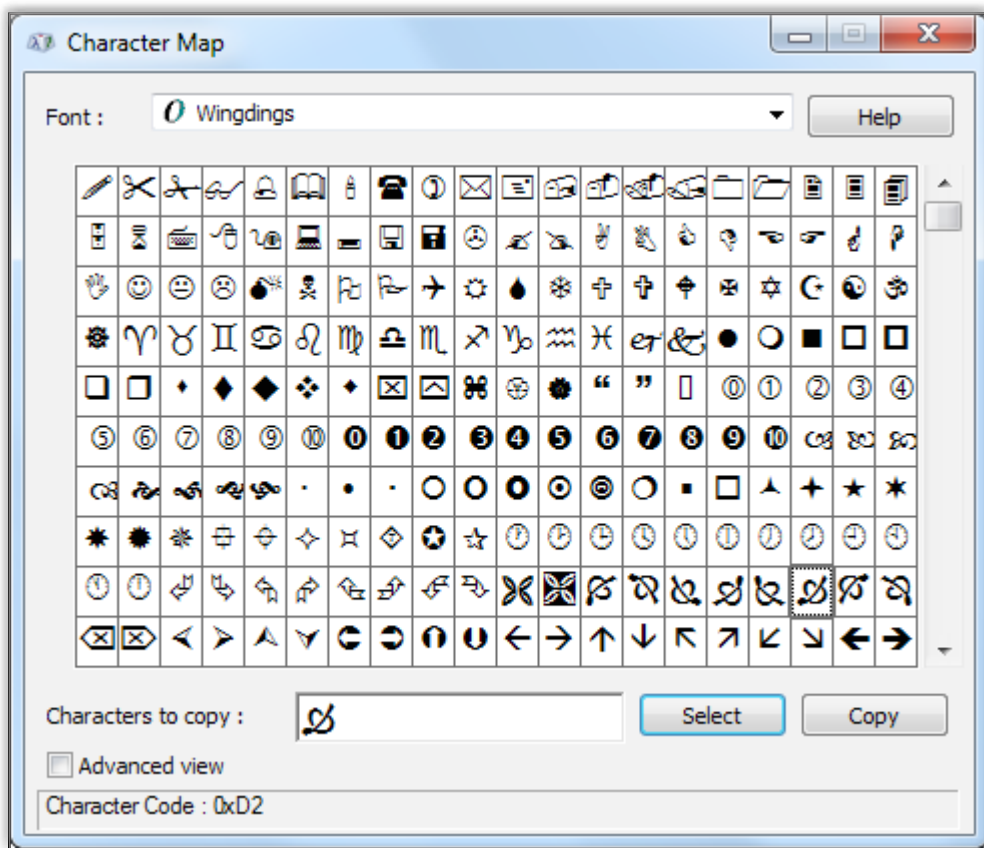 Character Map
Font : Wingdings
Help
Characters to copy :
Select
Copy
Advanced view
Character Code : 0xD2